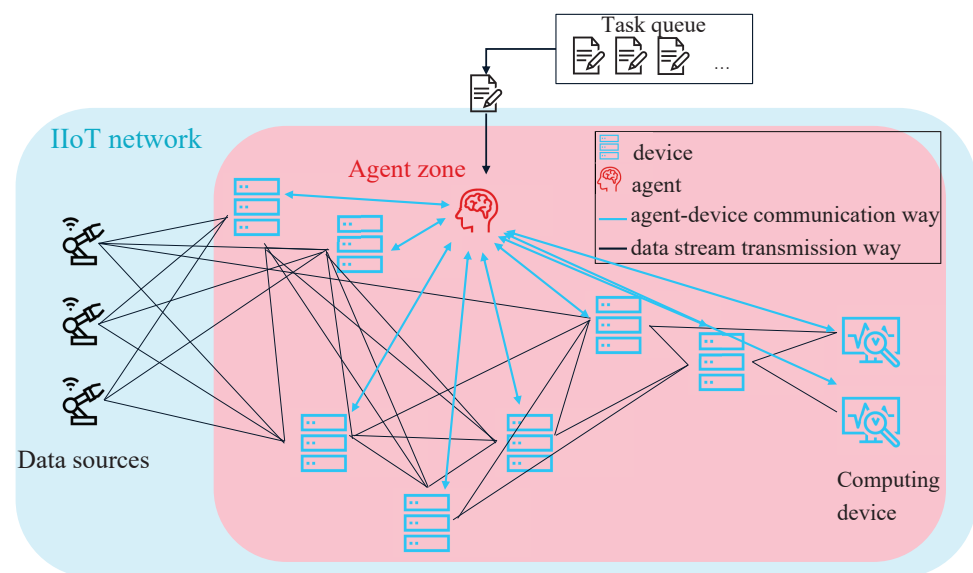 Task queue
...
IIoT network
Agent zone
device
agent
agent-device communication way
data stream transmission way
Data sources
Computing
device